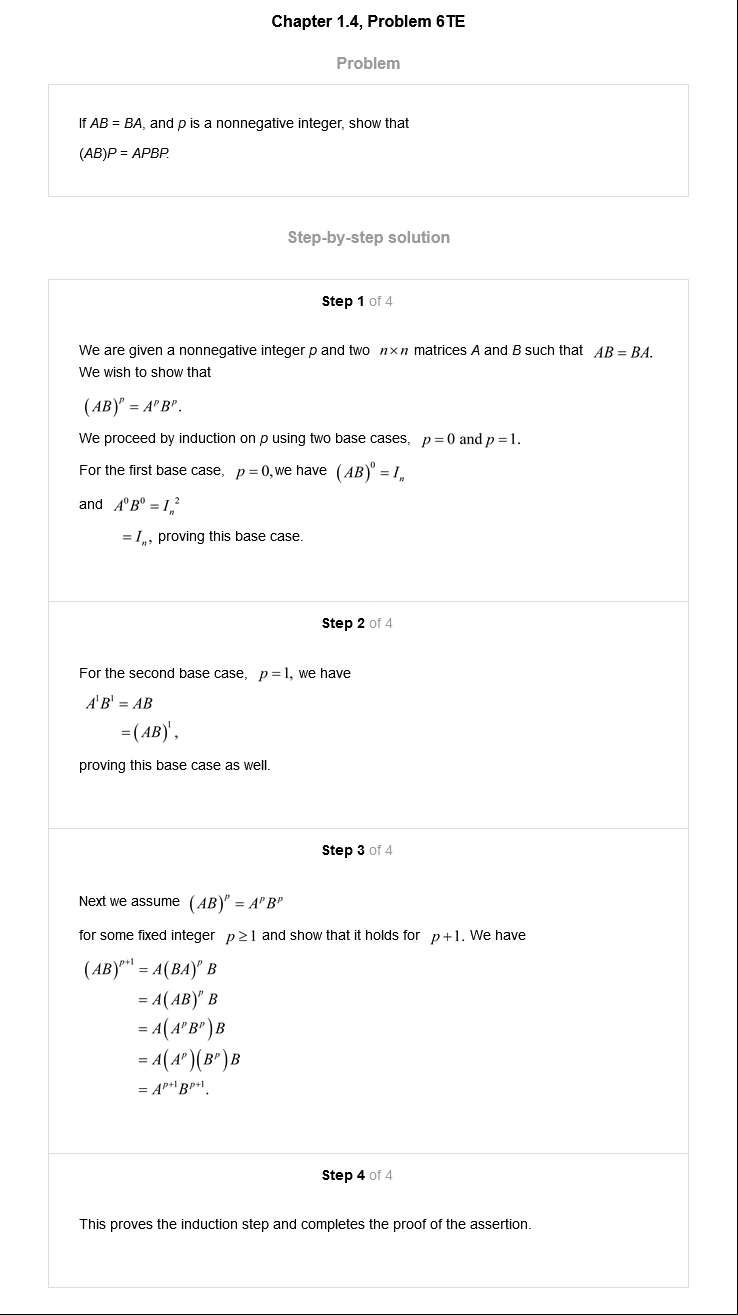 Chapter 1.4, Problem 6TE
Problem
If AB = BA, and p is a nonnegative integer, show that
(AB)P = APBP.
Step-by-step solution
Step 1 of 4
We are given a nonnegative integer p and two n×n matrices A and B such that AB = BA.
We wish to show that
(AB)^p = A^p B^p.
We proceed by induction on p using two base cases, p = 0 and p = 1.
For the first base case, p = 0, we have (AB)^0 = I_n
and A^0 B^0 = I_n^2
= I_n, proving this base case.
Step 2 of 4
For the second base case, p = 1, we have
A^1 B^1 = AB
= (AB)^1,
proving this base case as well.
Step 3 of 4
Next we assume (AB)^p = A^p B^p
for some fixed integer p ≥ 1 and show that it holds for p + 1. We have
(AB)^{p+1} = A(BA)^p B
= A(AB)^p B
= A(A^p B^p)B
= A(A^p)(B^p)B
= A^{p+1} B^{p+1}.
Step 4 of 4
This proves the induction step and completes the proof of the assertion.